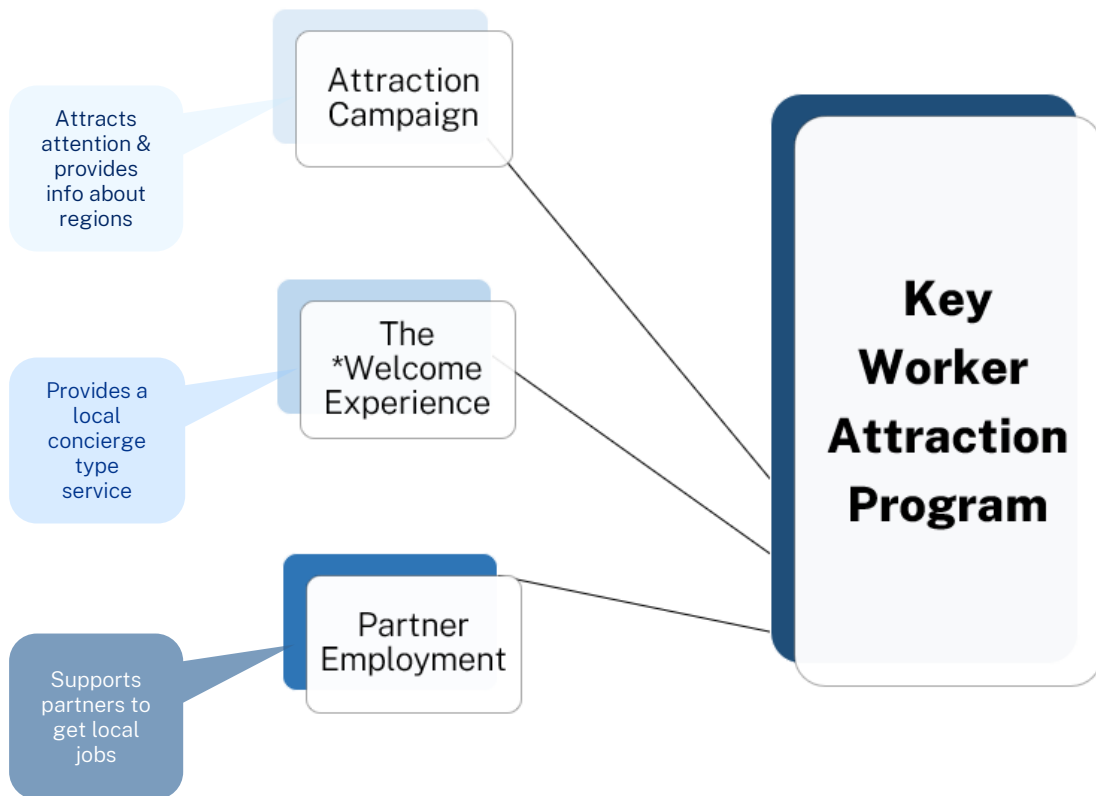 Attraction
Campaign
Attracts
attention &
provides
info about
regions
The
*Welcome
Experience
Provides a
local
concierge
type
service
Partner
Employment
Supports
partners to
get local
jobs
Key
Worker
Attraction
Program